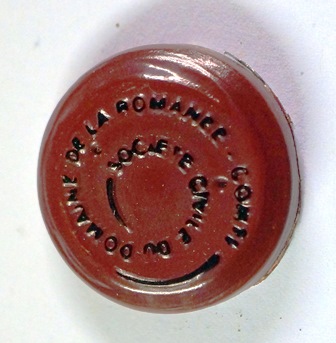 SOCIETE CIVILE DU DOMAINE DE LA ROMANEE - CONTI